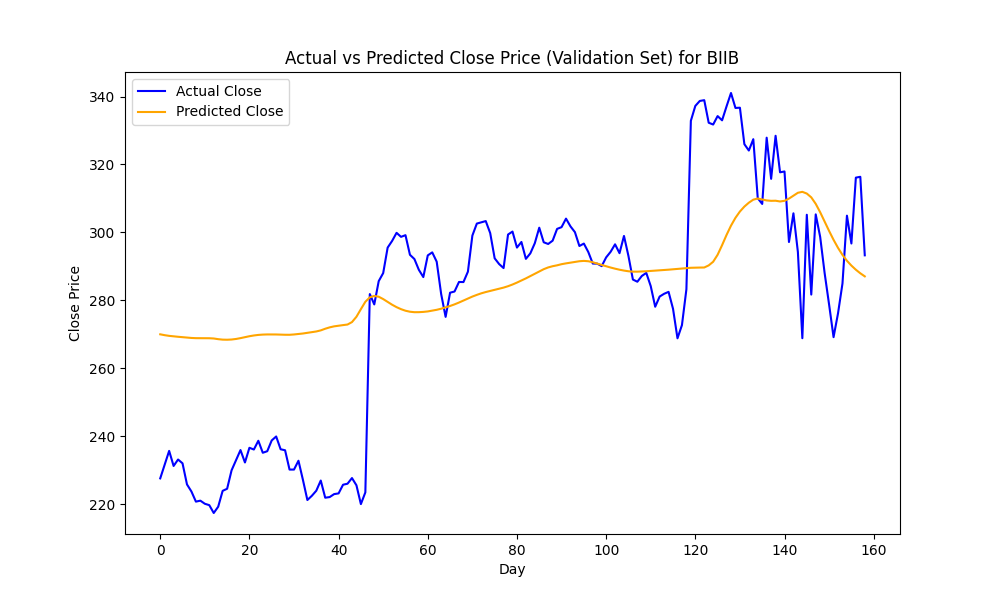 Actual vs Predicted Close Price (Validation Set) for BIIB
Actual Close
Predicted Close
Close Price
340
320
300
280
260
240
220
0 20 40 60 80 100 120 140 160
Day